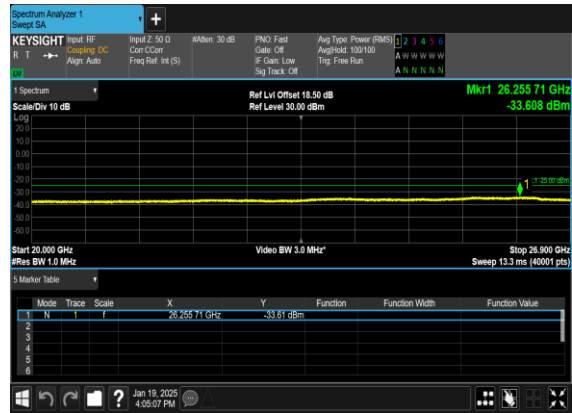 Spectrum Analyzer 1
Swept SA
KEYSIGHT Input: RF Input Z: 50 Ω #Atten: 30 dB PNO: Fast Avg Type: Power (RMS) 1 2 3 4 5 6
R T Coupling: DC Corr CCorr Gate: Off Avg|Hold: 100/100 A W W W W W
Align: Auto Freq Ref: Int (S) IF Gain: Low Trig: Free Run
Sig Track: Off A N N N N N
1 Spectrum Ref Lvl Offset 18.50 dB Mkr1 26.255 71 GHz
Scale/Div 10 dB Ref Level 30.00 dBm -33.608 dBm
Log
20.0
10.0
0.00
-10.0
-20.0
1 -25.00 dBm
-30.0
-40.0
-50.0
-60.0
Start 20.000 GHz Video BW 3.0 MHz* Stop 26.900 GHz
#Res BW 1.0 MHz Sweep 13.3 ms (40001 pts)
5 Marker Table
Mode Trace Scale X Y Function Function Width Function Value
1 N 1 f 26.255 71 GHz -33.61 dBm
2
3
4
5
6
? Jan 19, 2025
4:05:07 PM